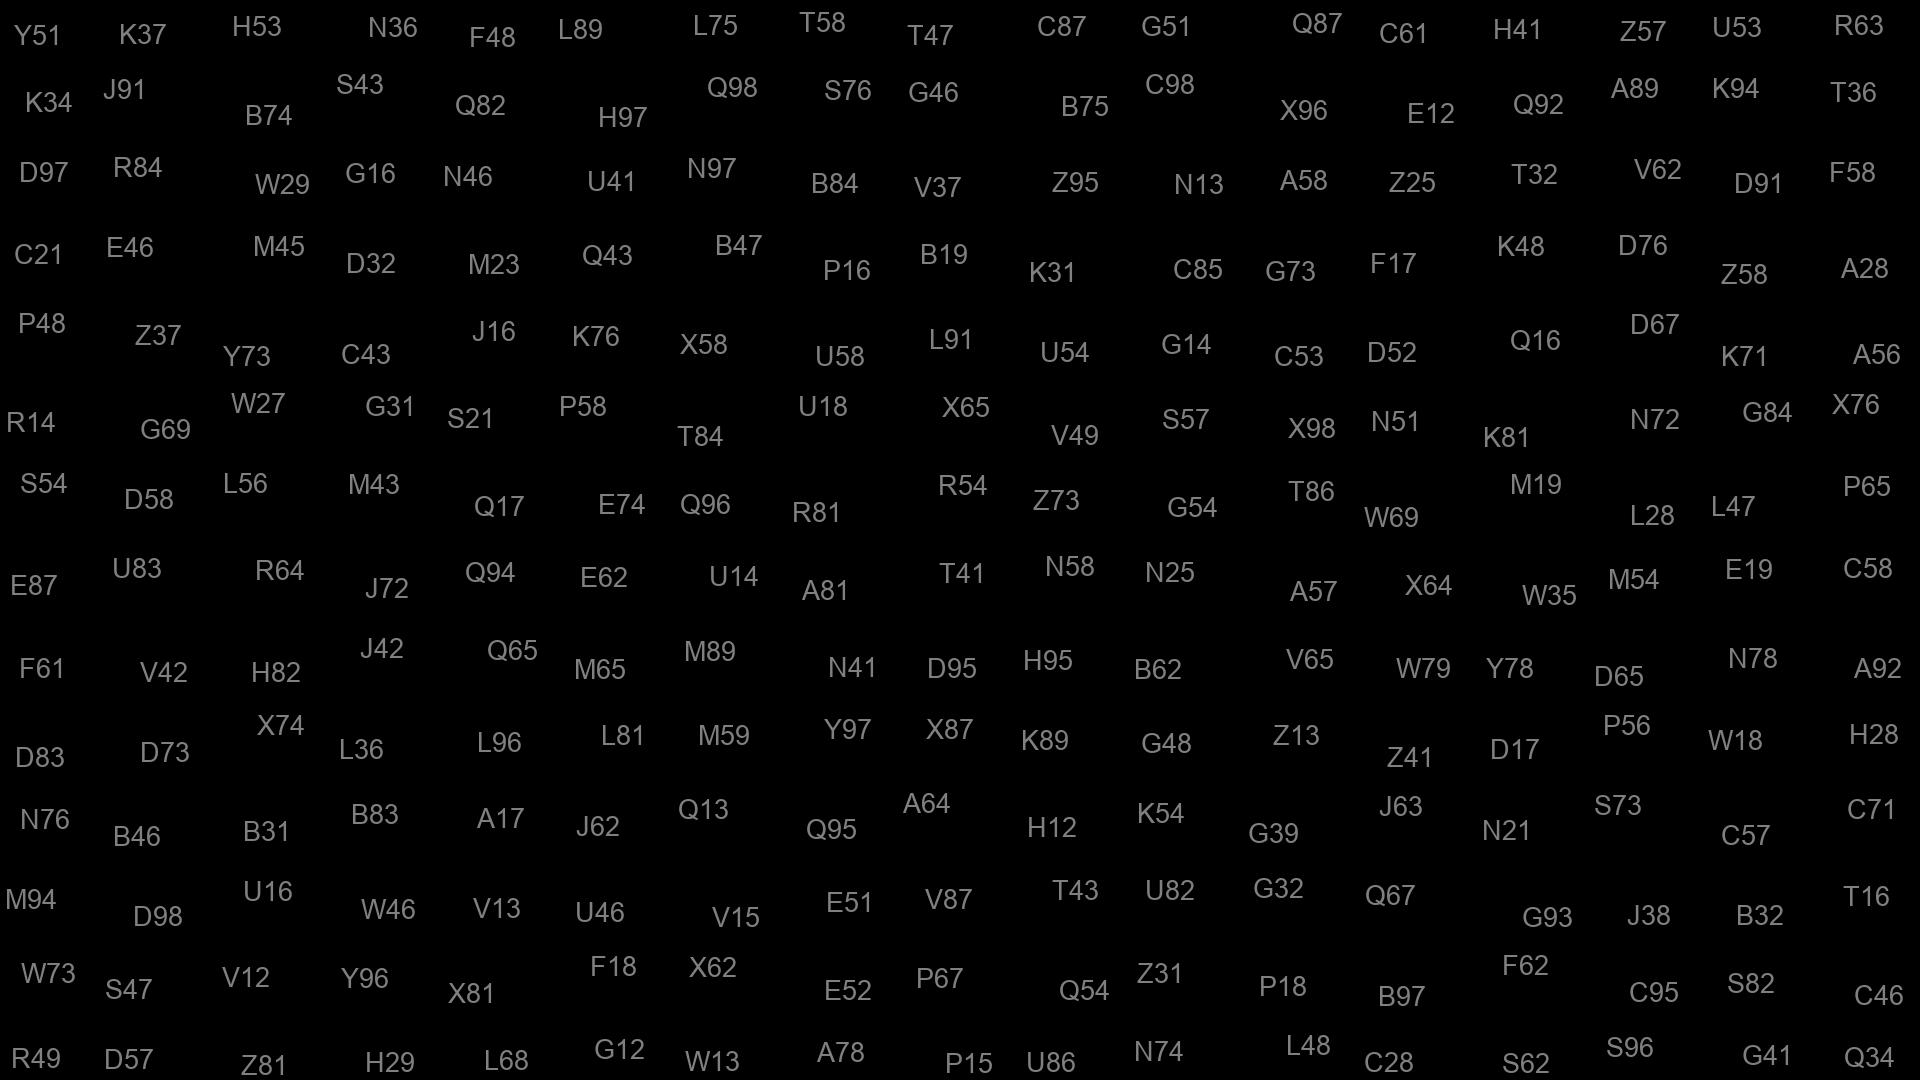 Y51 K37 H53 N36 F48 L89 L75 T58 T47 C87 G51 Q87 C61 H41 Z57 U53 R63
K34 J91 B74 S43 Q82 H97 Q98 S76 G46 B75 C98 X96 E12 Q92 A89 K94 T36
D97 R84 W29 G16 N46 U41 N97 B84 V37 Z95 N13 A58 Z25 T32 V62 D91 F58
C21 E46 M45 D32 M23 Q43 B47 P16 B19 K31 C85 G73 F17 K48 D76 Z58 A28
P48 Z37 Y73 C43 J16 K76 X58 U58 L91 U54 G14 C53 D52 Q16 D67 K71 A56
R14 G69 W27 G31 S21 P58 T84 U18 X65 V49 S57 X98 N51 K81 N72 G84 X76
S54 D58 L56 M43 Q17 E74 Q96 R81 R54 Z73 G54 T86 W69 M19 L28 L47 P65
E87 U83 R64 J72 Q94 E62 U14 A81 T41 N58 N25 A57 X64 W35 M54 E19 C58
F61 V42 H82 J42 Q65 M65 M89 N41 D95 H95 B62 V65 W79 Y78 D65 N78 A92
D83 D73 X74 L36 L96 L81 M59 Y97 X87 K89 G48 Z13 Z41 D17 P56 W18 H28
N76 B46 B31 B83 A17 J62 Q13 Q95 A64 H12 K54 G39 J63 N21 S73 C57 C71
M94 D98 U16 W46 V13 U46 V15 E51 V87 T43 U82 G32 Q67 G93 J38 B32 T16
W73 S47 V12 Y96 X81 F18 X62 E52 P67 Q54 Z31 P18 B97 F62 C95 S82 C46
R49 D57 Z81 H29 L68 G12 W13 A78 P15 U86 N74 L48 C28 S62 S96 G41 Q34